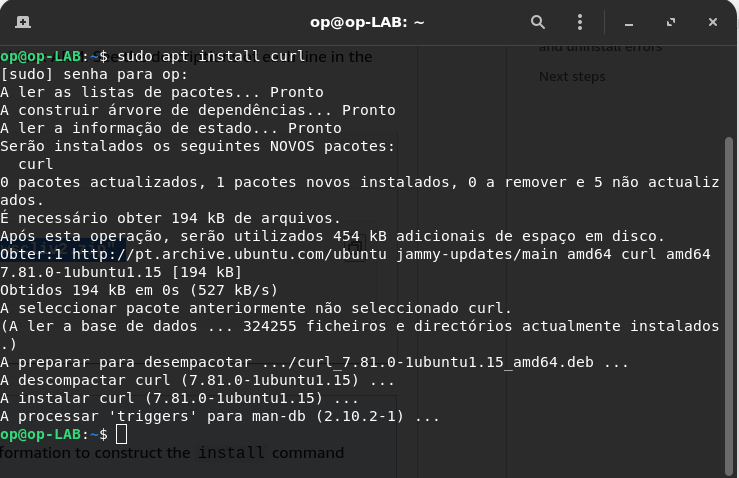 op@op-LAB: ~
op@op-LAB:~$ sudo apt install curl
line in the
and uninstall errors
[sudo] senha para op:
Next steps
A ler as listas de pacotes... Pronto
A construir árvore de dependências... Pronto
A ler a informação de estado... Pronto
Serão instalados os seguintes NOVOS pacotes:
  curl
0 pacotes actualizados, 1 pacotes novos instalados, 0 a remover e 5 não actualiz
ados.
É necessário obter 194 kB de arquivos.
Após esta operação, serão utilizados 454 kB adicionais de espaço em disco.
Obter:1 http://pt.archive.ubuntu.com/ubuntu jammy-updates/main amd64 curl amd64
7.81.0-1ubuntu1.15 [194 kB]
Obtidos 194 kB em 0s (527 kB/s)
A seleccionar pacote anteriormente não seleccionado curl.
(A ler a base de dados ... 324255 ficheiros e directórios actualmente instalados
.)
A preparar para desempacotar .../curl_7.81.0-1ubuntu1.15_amd64.deb ...
A descompactar curl (7.81.0-1ubuntu1.15) ...
A instalar curl (7.81.0-1ubuntu1.15) ...
A processar 'triggers' para man-db (2.10.2-1) ...
op@op-LAB:~$
formation to construct the install command